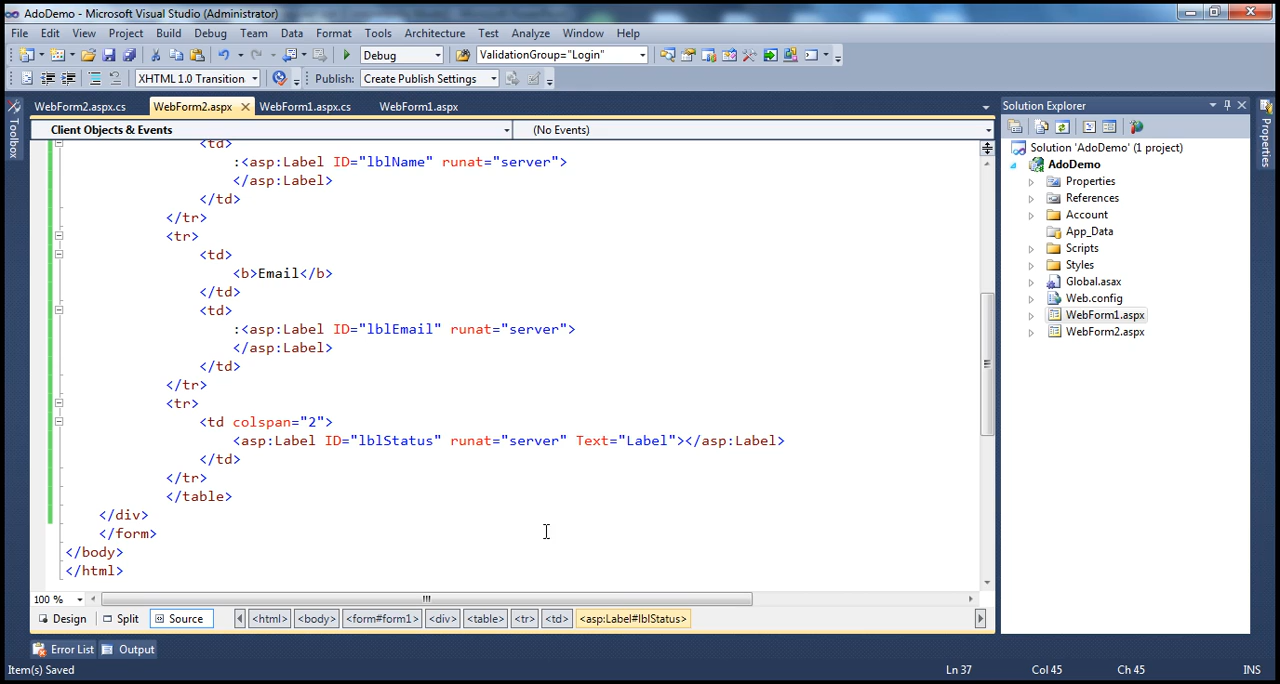 AdoDemo - Microsoft Visual Studio (Administrator)
File Edit View Project Build Debug Team Data Format Tools Architecture Test Analyze Window Help
Debug ValidationGroup="Login"
XHTML 1.0 Transition Publish: Create Publish Settings
WebForm2.aspx.cs WebForm2.aspx WebForm1.aspx.cs WebForm1.aspx
Client Objects & Events (No Events)
Toolbox
<td>
:<asp:Label ID="lblName" runat="server">
</asp:Label>
</td>
</tr>
<tr>
<td>
<b>Email</b>
</td>
<td>
:<asp:Label ID="lblEmail" runat="server">
</asp:Label>
</td>
</tr>
<tr>
<td colspan="2">
<asp:Label ID="lblStatus" runat="server" Text="Label"></asp:Label>
</td>
</tr>
</table>
</div>
</form>
</body>
</html>
100 %
Design Split Source <html> <body> <form#form1> <div> <table> <tr> <td> <asp:Label#lblStatus>
Solution Explorer
Solution 'AdoDemo' (1 project)
AdoDemo
Properties
References
Account
App_Data
Scripts
Styles
Global.asax
Web.config
WebForm1.aspx
WebForm2.aspx
Properties
Error List Output
Item(s) Saved Ln 37 Col 45 Ch 45 INS